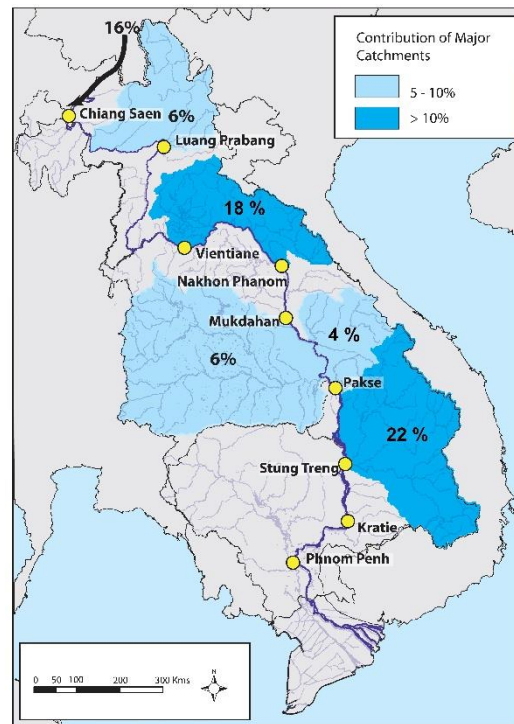 16%
Contribution of Major
Catchments
5 - 10%
> 10%
Chiang Saen
6%
Luang Prabang
18 %
Vientiane
Nakhon Phanom
Mukdahan
4 %
6%
Pakse
22 %
Stung Treng
Kratie
Phnom Penh
N
0 50 100 200 300 Kms